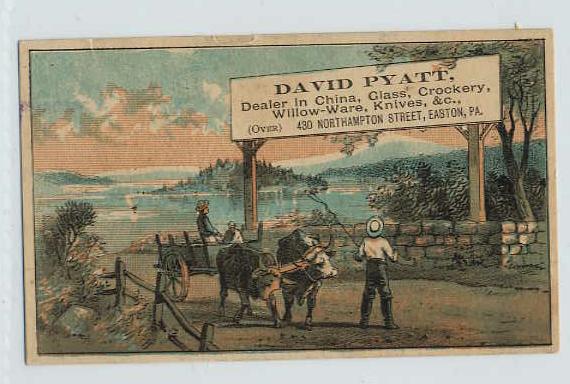 DAVID PYATT,
Dealer in China, Glass, Crockery,
Willow-Ware, Knives, &c.,
(OVER) 430 NORTHAMPTON STREET, EASTON, PA.